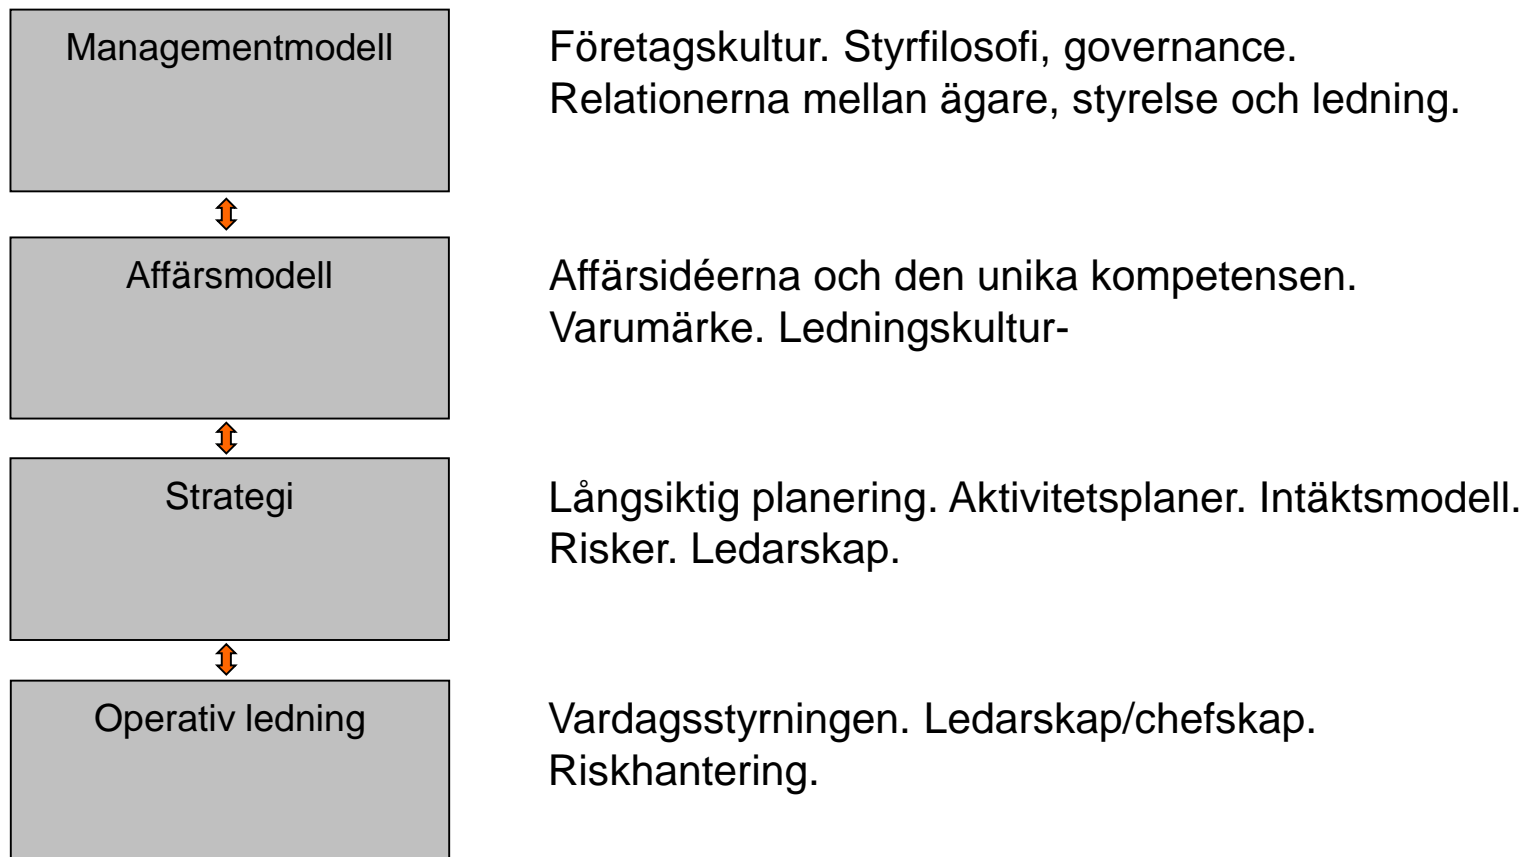 Managementmodell
Företagskultur. Styrfilosofi, governance.
Relationerna mellan ägare, styrelse och ledning.
Affärsmodell
Affärsidéerna och den unika kompetensen.
Varumärke. Ledningskultur-
Strategi
Långsiktig planering. Aktivitetsplaner. Intäktsmodell.
Risker. Ledarskap.
Operativ ledning
Vardagsstyrningen. Ledarskap/chefskap.
Riskhantering.